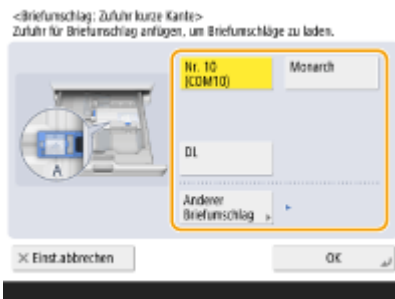 <Briefumschlag: Zufuhr kurze Kante>
Zufuhr für Briefumschlag anfügen, um Briefumschläge zu laden.
Nr. 10
(COM10)
Monarch
DL
A
Anderer
Briefumschlag
× Einst.abbrechen
OK